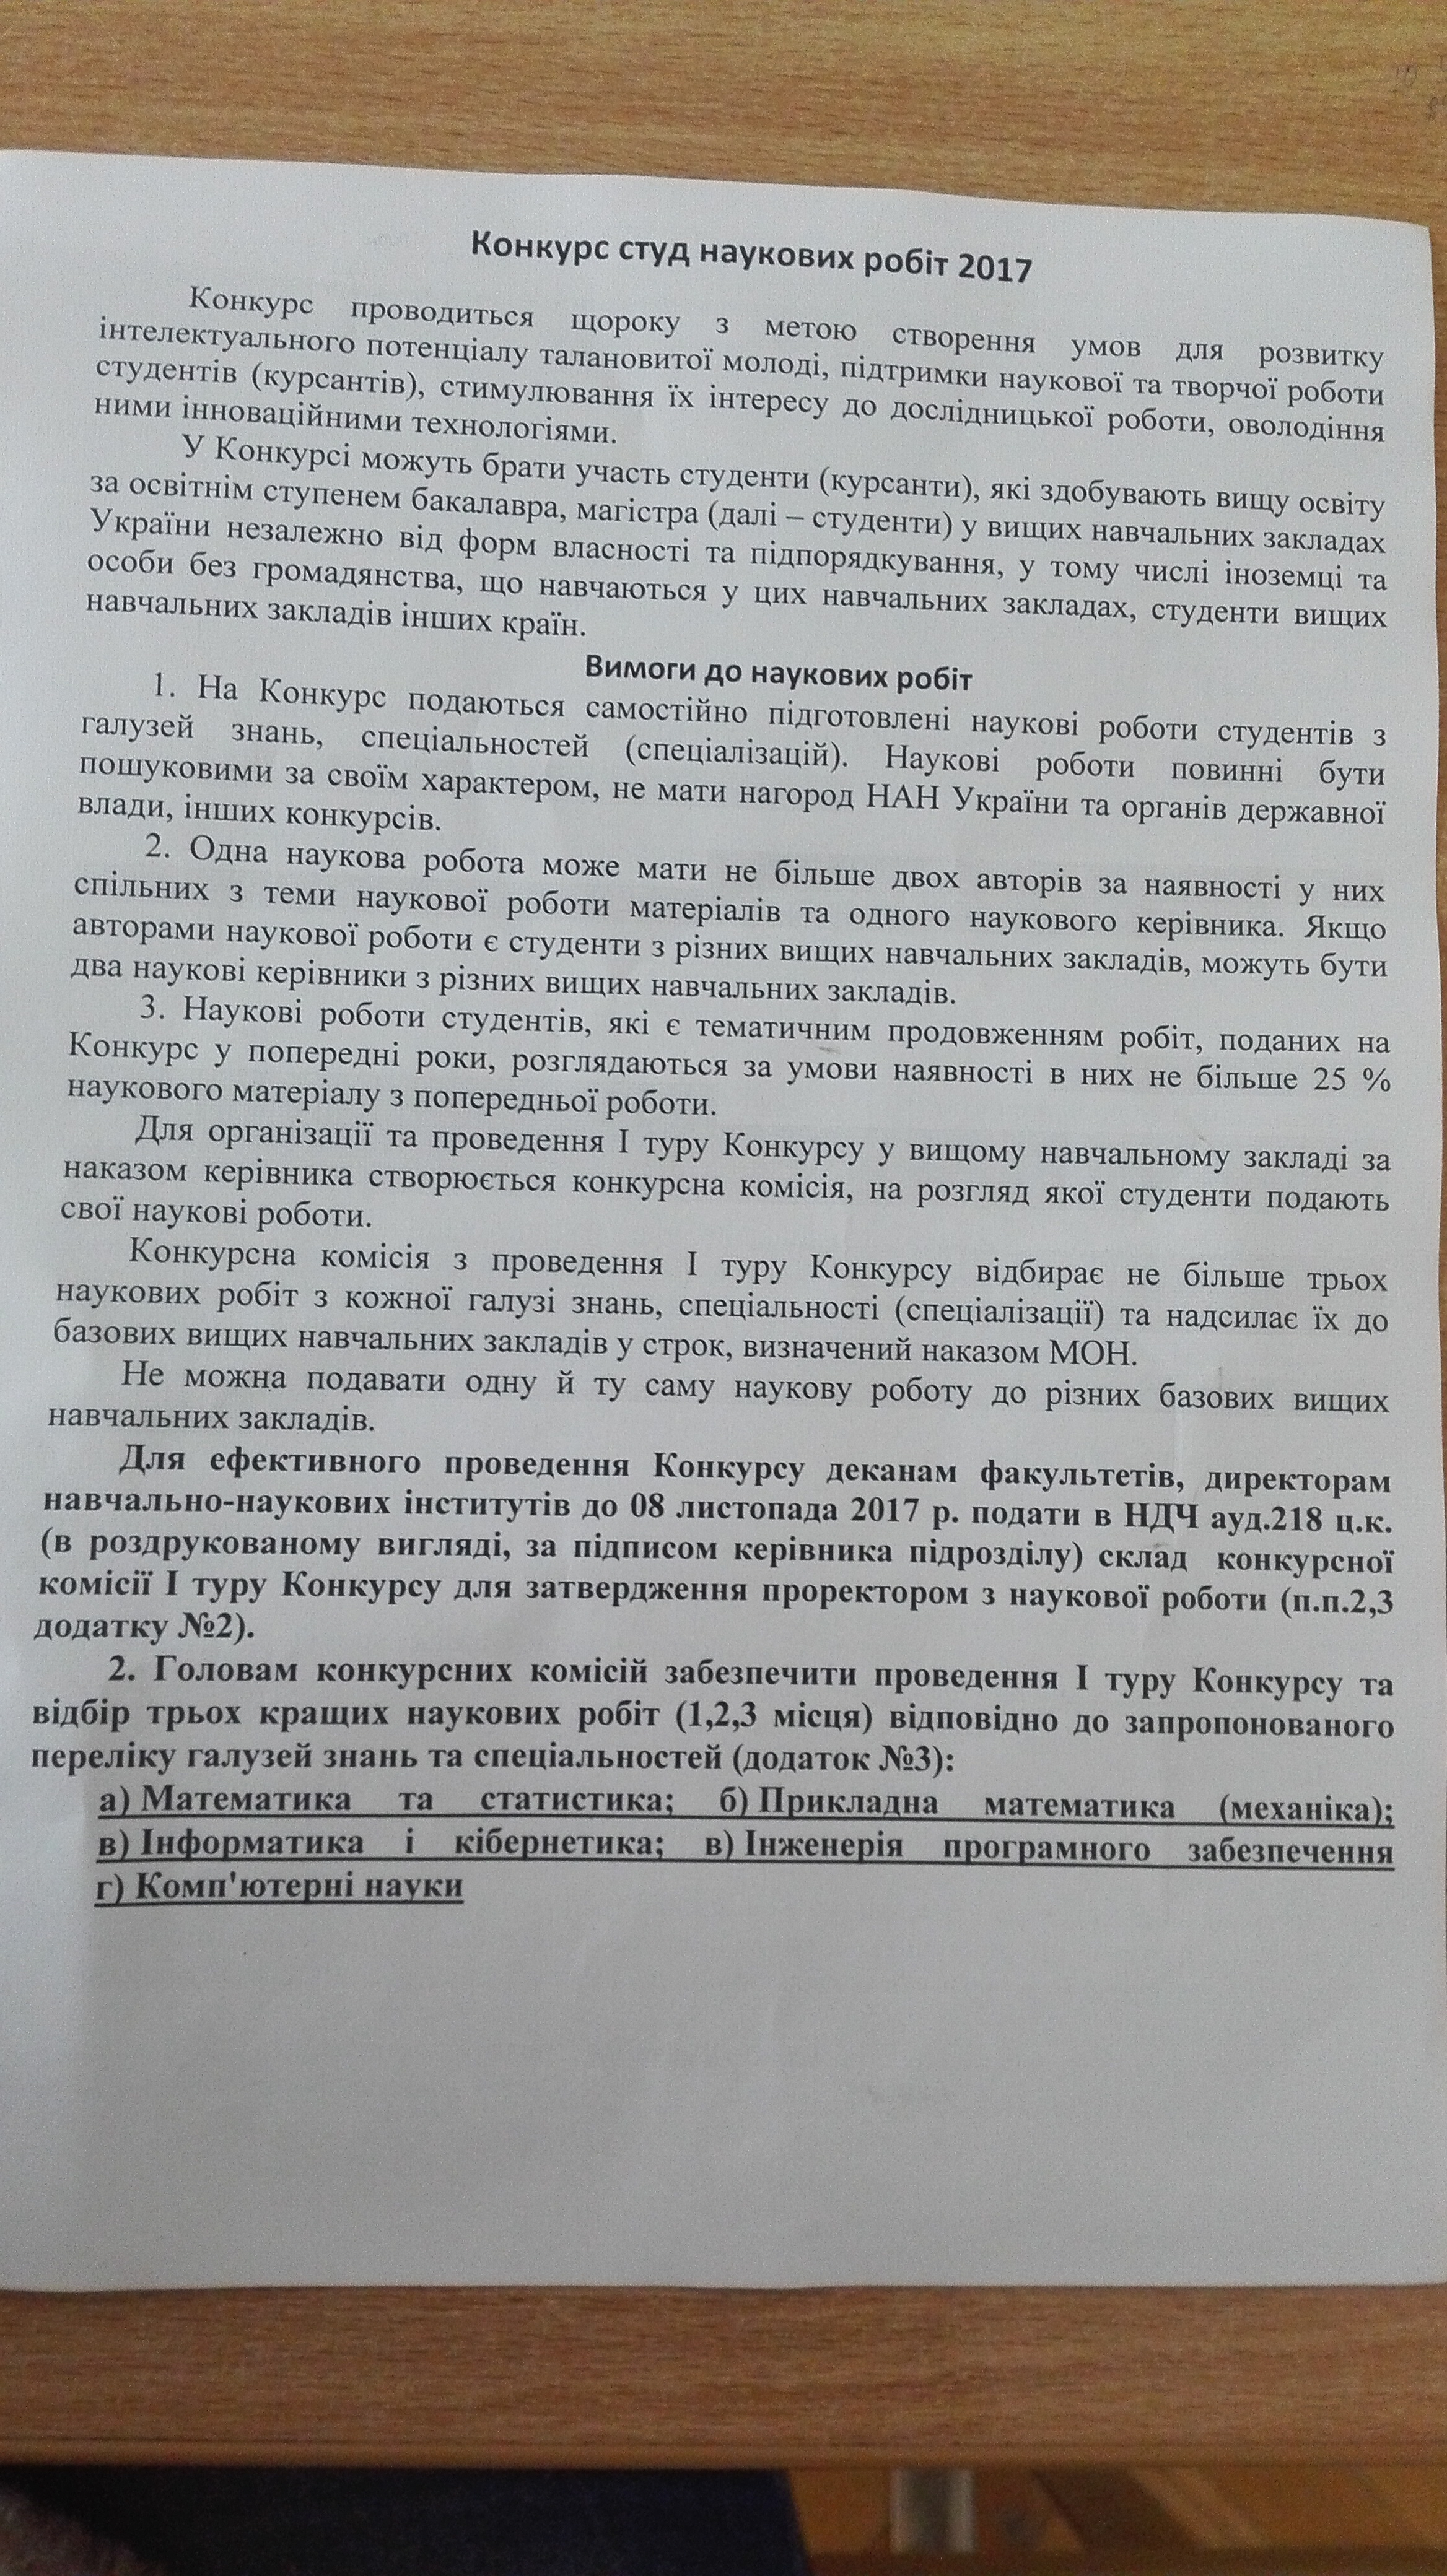 Конкурс студ наукових робіт 2017
Конкурс проводиться щороку з метою створення умов для розвитку
інтелектуального потенціалу талановитої молоді, підтримки наукової та творчої роботи
студентів (курсантів), стимулювання їх інтересу до дослідницької роботи, оволодіння
ними інноваційними технологіями.
У Конкурсі можуть брати участь студенти (курсанти), які здобувають вищу освіту
за освітнім ступенем бакалавра, магістра (далі – студенти) у вищих навчальних закладах
України незалежно від форм власності та підпорядкування, у тому числі іноземці та
особи без громадянства, що навчаються у цих навчальних закладах, студенти вищих
навчальних закладів інших країн.
Вимоги до наукових робіт
1. На Конкурс подаються самостійно підготовлені наукові роботи студентів з
галузей знань, спеціальностей (спеціалізацій). Наукові роботи повинні бути
пошуковими за своїм характером, не мати нагород НАН України та органів державної
влади, інших конкурсів.
2. Одна наукова робота може мати не більше двох авторів за наявності у них
спільних з теми наукової роботи матеріалів та одного наукового керівника. Якщо
авторами наукової роботи є студенти з різних вищих навчальних закладів, можуть бути
два наукові керівники з різних вищих навчальних закладів.
3. Наукові роботи студентів, які є тематичним продовженням робіт, поданих на
Конкурс у попередні роки, розглядаються за умови наявності в них не більше 25 %
наукового матеріалу з попередньої роботи.
Для організації та проведення І туру Конкурсу у вищому навчальному закладі за
наказом керівника створюється конкурсна комісія, на розгляд якої студенти подають
свої наукові роботи.
Конкурсна комісія з проведення І туру Конкурсу відбирає не більше трьох
наукових робіт з кожної галузі знань, спеціальності (спеціалізації) та надсилає їх до
базових вищих навчальних закладів у строк, визначений наказом МОН.
Не можна подавати одну й ту саму наукову роботу до різних базових вищих
навчальних закладів.
Для ефективного проведення Конкурсу деканам факультетів, директорам
навчально-наукових інститутів до 08 листопада 2017 р. подати в НДЧ ауд.218 ц.к.
(в роздрукованому вигляді, за підписом керівника підрозділу) склад конкурсної
комісії І туру Конкурсу для затвердження проректором з наукової роботи (п.п.2,3
додатку №2).
2. Головам конкурсних комісій забезпечити проведення І туру Конкурсу та
відбір трьох кращих наукових робіт (1,2,3 місця) відповідно до запропонованого
переліку галузей знань та спеціальностей (додаток №3):
а) Математика та статистика; б) Прикладна математика (механіка);
в) Інформатика і кібернетика; в) Інженерія програмного забезпечення
г) Комп'ютерні науки